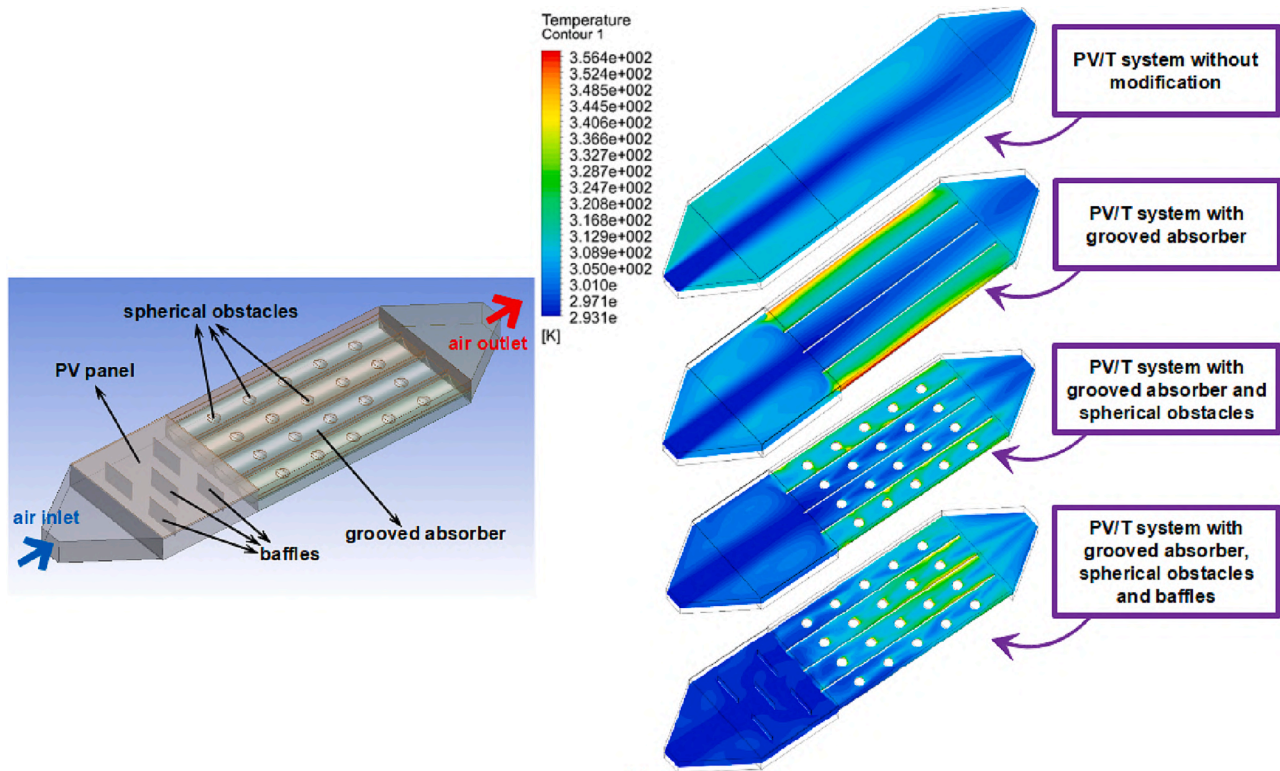 Temperature
Contour 1
3.564e+002
3.524e+002
3.485e+002
3.445e+002
3.406e+002
3.366e+002
3.327e+002
3.287e+002
3.247e+002
3.208e+002
3.168e+002
3.129e+002
3.089e+002
3.050e+002
3.010e
2.971e
2.931e
[K]
spherical obstacles
PV panel
air outlet
air inlet
baffles
grooved absorber
PV/T system without
modification
PV/T system with
grooved absorber
PV/T system with
grooved absorber and
spherical obstacles
PV/T system with
grooved absorber,
spherical obstacles
and baffles